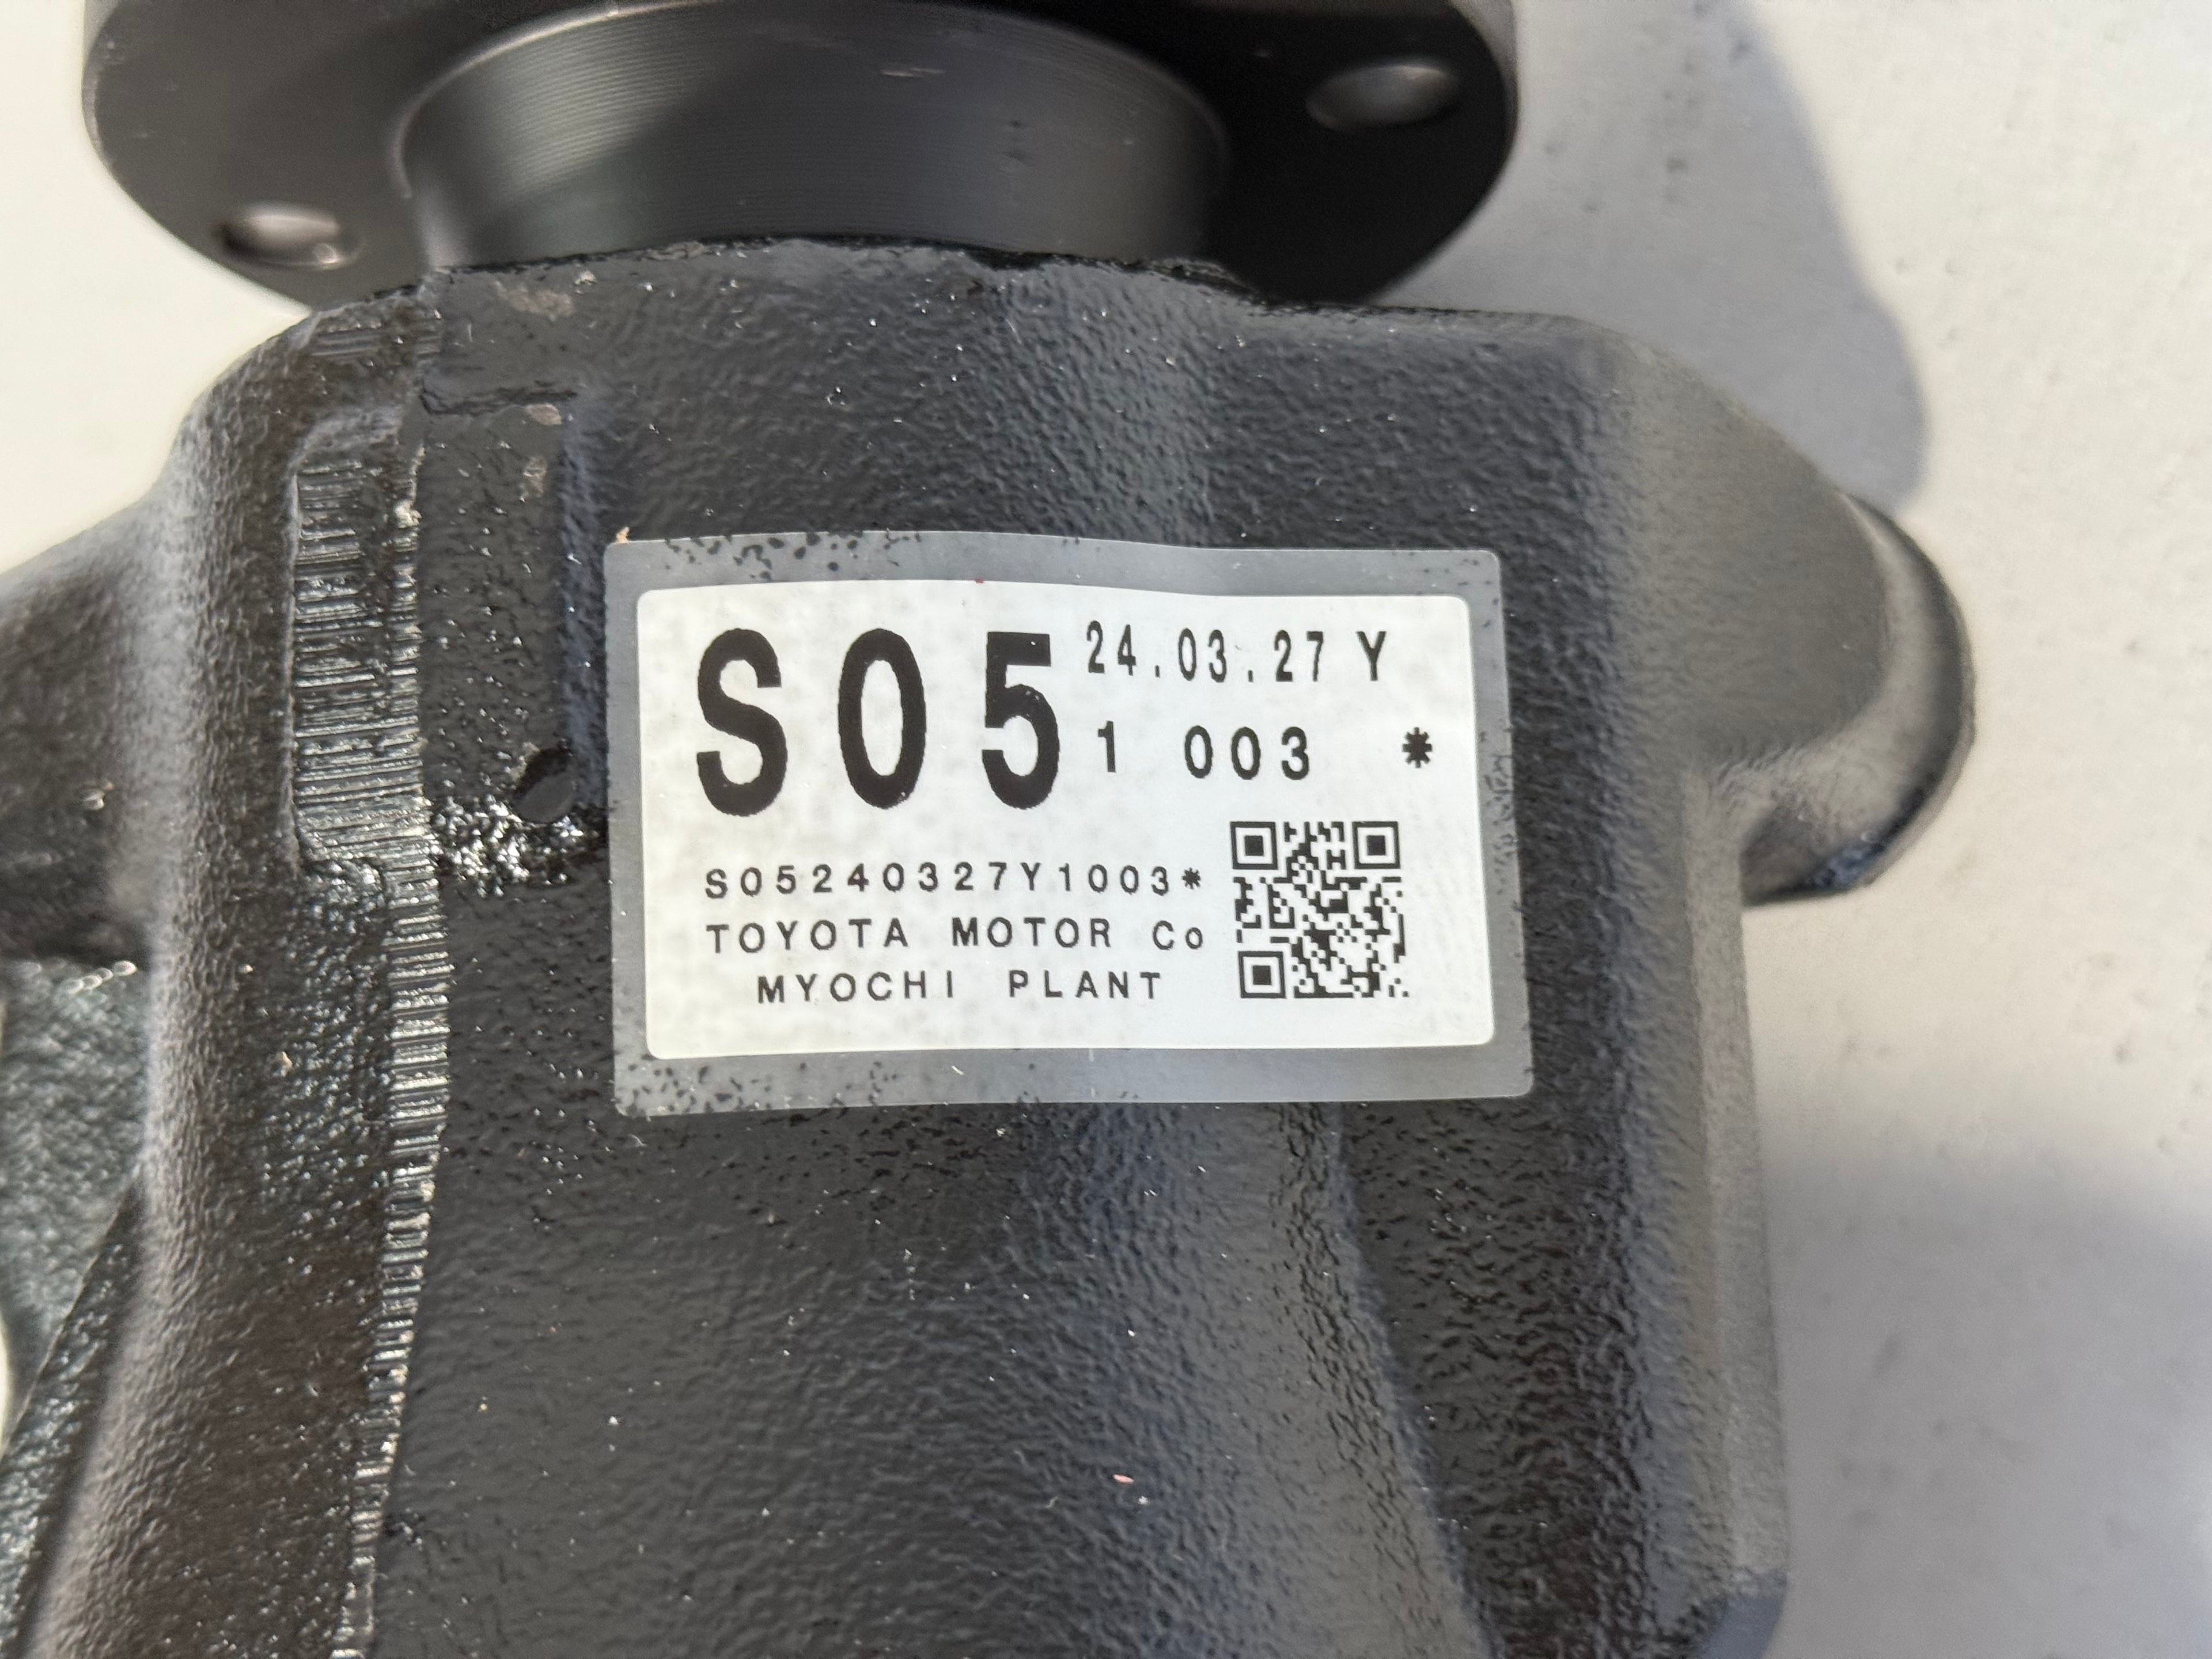 S05 24.03.27 Y
1 003 *
S05240327Y1003*
TOYOTA MOTOR Co
MYOCHI PLANT